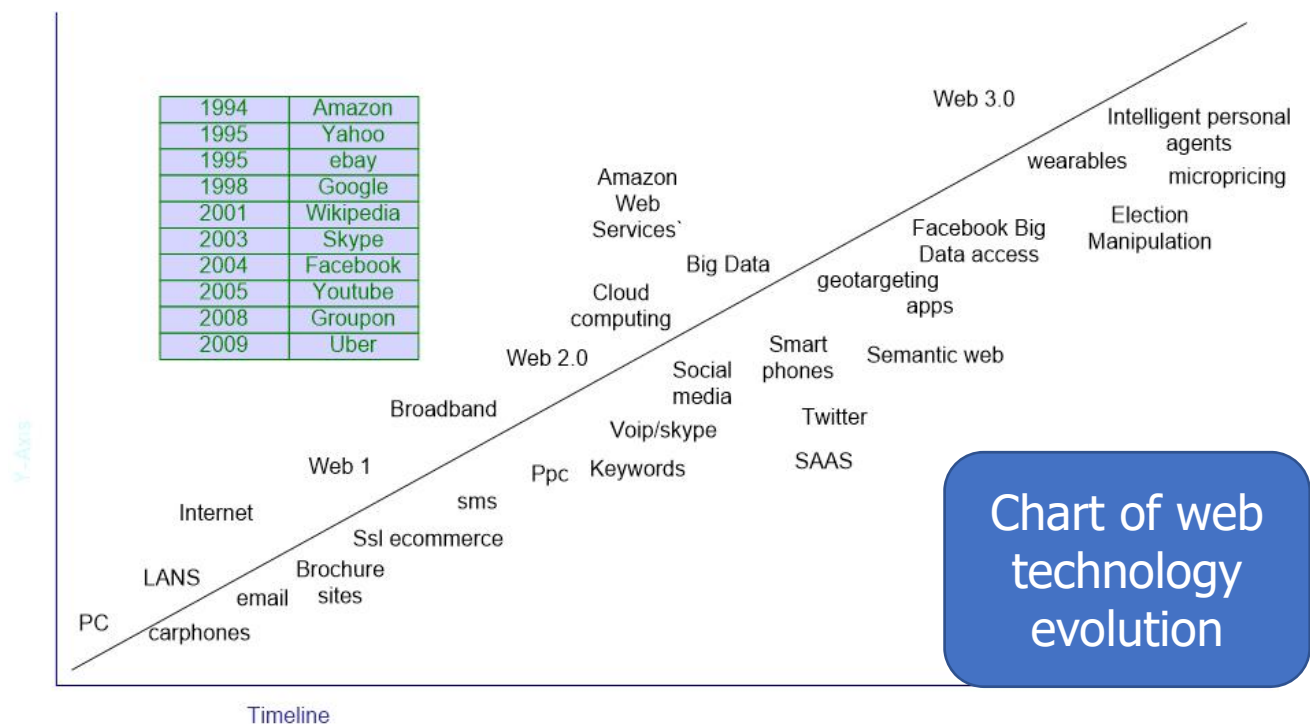 1994 Amazon
1995 Yahoo
1995 ebay
1998 Google
2001 Wikipedia
2003 Skype
2004 Facebook
2005 Youtube
2008 Groupon
2009 Uber
Web 3.0
Intelligent personal
agents
wearables
micropricing
Amazon
Web
Services`
Election
Manipulation
Facebook Big
Data access
Big Data
geotargeting
apps
Cloud
computing
Web 2.0
Smart
phones
Semantic web
Social
media
Broadband
Twitter
Voip/skype
Web 1
Ppc
Keywords
SAAS
sms
Internet
Ssl ecommerce
LANS
Brochure
sites
email
PC
carphones
Y-Axis
Timeline
Chart of web
technology
evolution